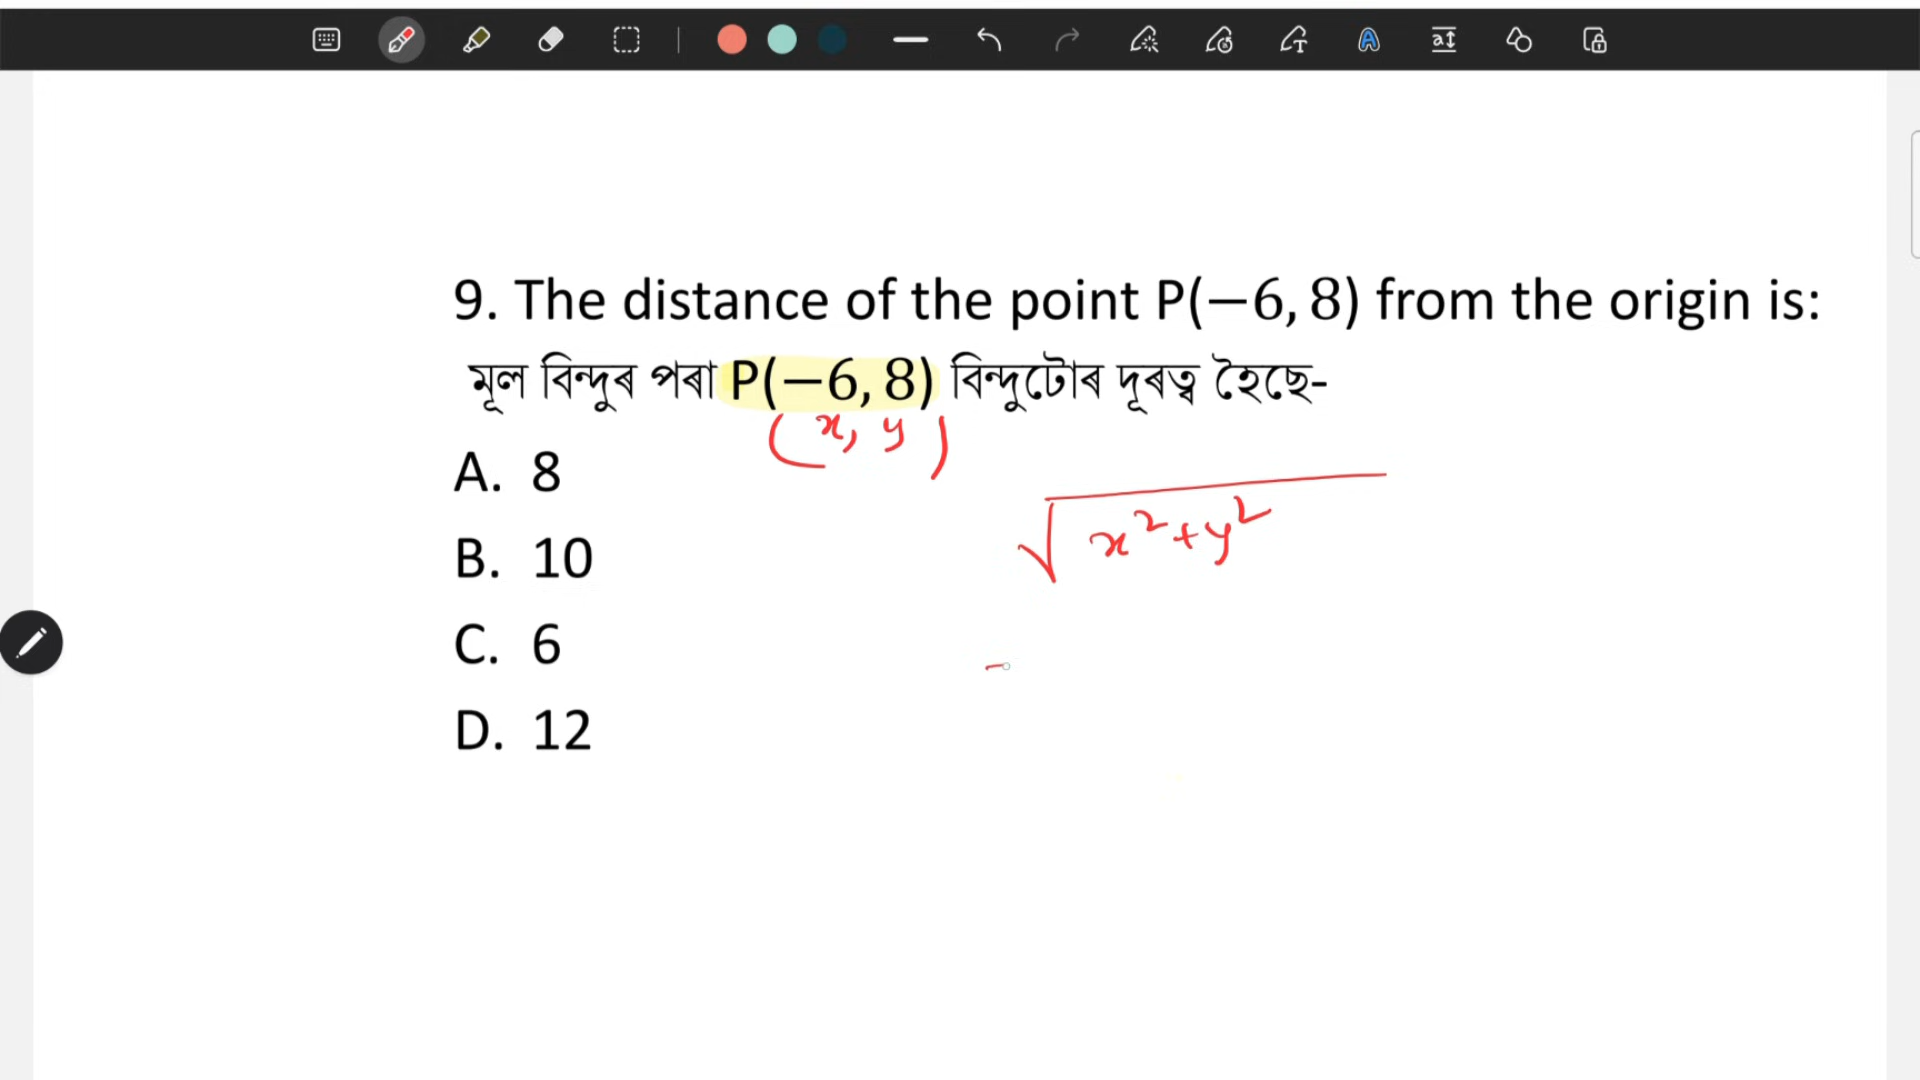 9. The distance of the point P(−6, 8) from the origin is:
মূল বিন্দুৰ পৰা P(−6, 8) বিন্দুটোৰ দূৰত্ব হৈছে-
(x, y)
A. 8
√x²+y²
B. 10
C. 6
D. 12